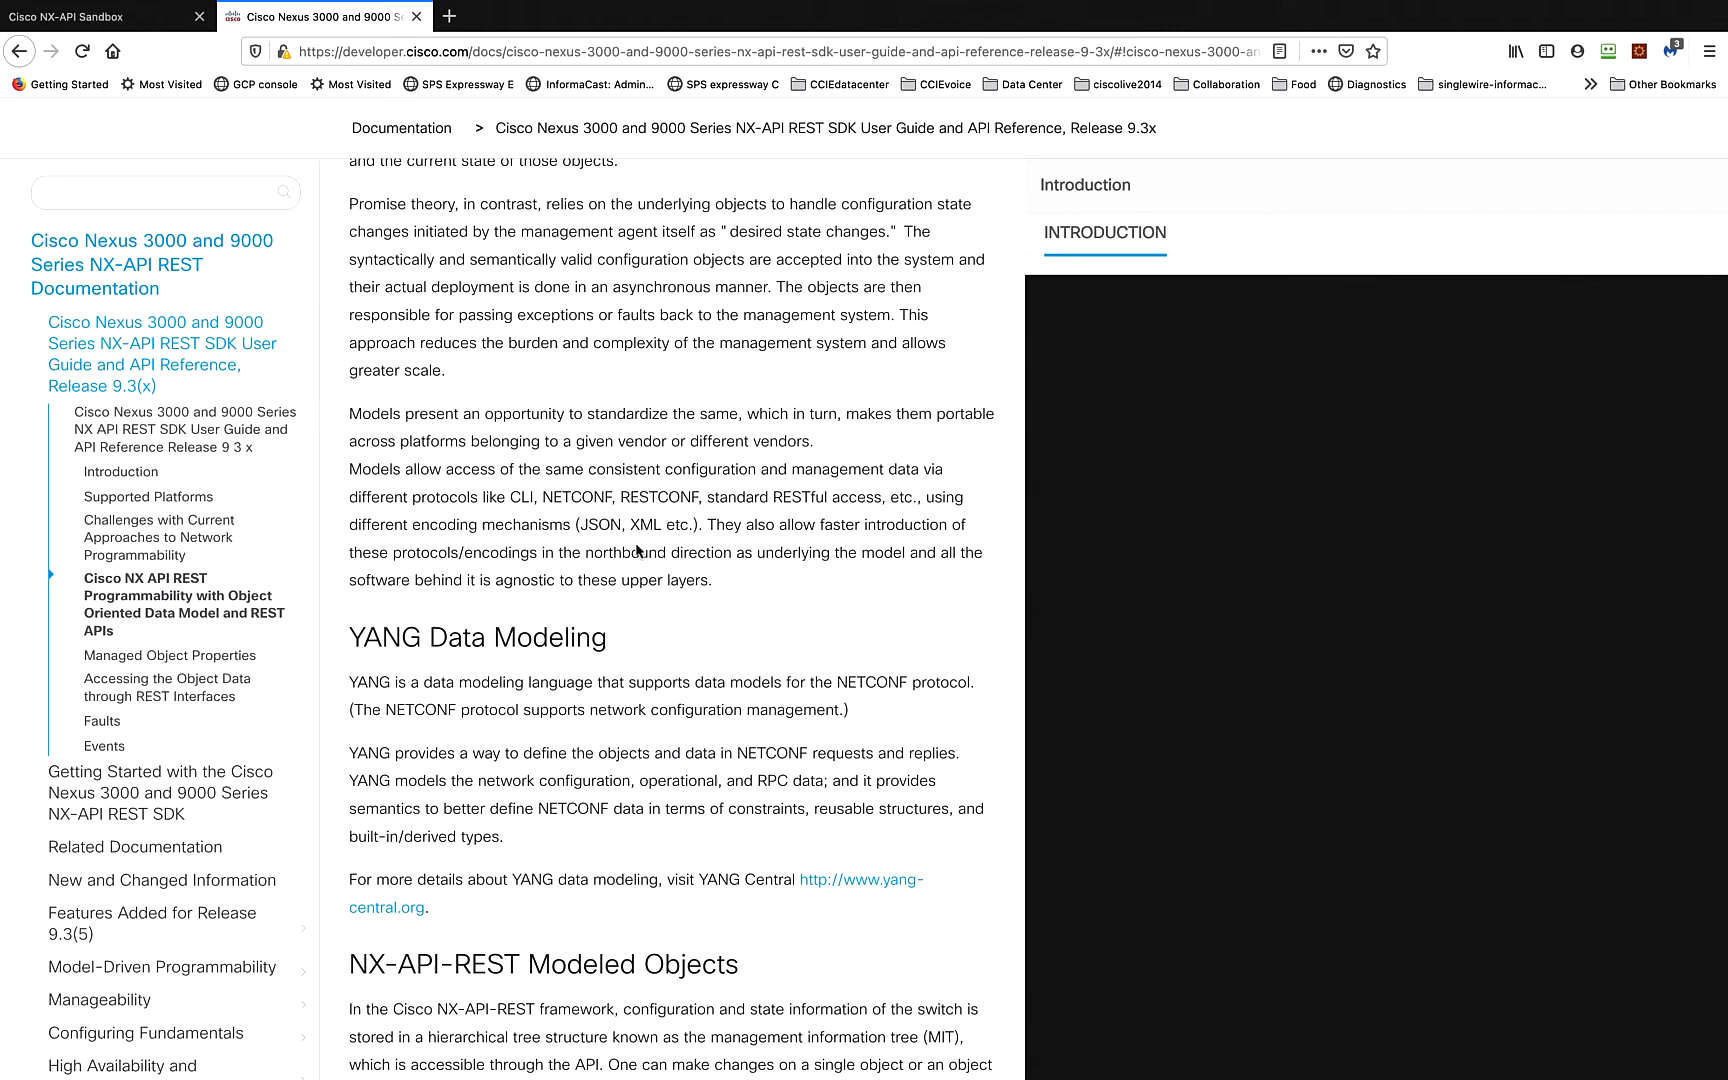 Cisco NX-API Sandbox
Cisco Nexus 3000 and 9000 Se
https://developer.cisco.com/docs/cisco-nexus-3000-and-9000-series-nx-api-rest-sdk-user-guide-and-api-reference-release-9-3x/#!cisco-nexus-3000-an
3
Getting Started
Most Visited
GCP console
Most Visited
SPS Expressway E
InformaCast: Admin...
SPS expressway C
CCIEdatacenter
CCIEvoice
Data Center
ciscolive2014
Collaboration
Food
Diagnostics
singlewire-informac...
Other Bookmarks
Documentation > Cisco Nexus 3000 and 9000 Series NX-API REST SDK User Guide and API Reference, Release 9.3x
Cisco Nexus 3000 and 9000
Series NX-API REST
Documentation
Cisco Nexus 3000 and 9000
Series NX-API REST SDK User
Guide and API Reference,
Release 9.3(x)
Cisco Nexus 3000 and 9000 Series
NX API REST SDK User Guide and
API Reference Release 9 3 x
Introduction
Supported Platforms
Challenges with Current
Approaches to Network
Programmability
Cisco NX API REST
Programmability with Object
Oriented Data Model and REST
APIs
Managed Object Properties
Accessing the Object Data
through REST Interfaces
Faults
Events
Getting Started with the Cisco
Nexus 3000 and 9000 Series
NX-API REST SDK
Related Documentation
New and Changed Information
Features Added for Release
9.3(5)
Model-Driven Programmability
Manageability
Configuring Fundamentals
High Availability and
and the current state of those objects.
Promise theory, in contrast, relies on the underlying objects to handle configuration state
changes initiated by the management agent itself as "desired state changes." The
syntactically and semantically valid configuration objects are accepted into the system and
their actual deployment is done in an asynchronous manner. The objects are then
responsible for passing exceptions or faults back to the management system. This
approach reduces the burden and complexity of the management system and allows
greater scale.
Models present an opportunity to standardize the same, which in turn, makes them portable
across platforms belonging to a given vendor or different vendors.
Models allow access of the same consistent configuration and management data via
different protocols like CLI, NETCONF, RESTCONF, standard RESTful access, etc., using
different encoding mechanisms (JSON, XML etc.). They also allow faster introduction of
these protocols/encodings in the northbound direction as underlying the model and all the
software behind it is agnostic to these upper layers.
YANG Data Modeling
YANG is a data modeling language that supports data models for the NETCONF protocol.
(The NETCONF protocol supports network configuration management.)
YANG provides a way to define the objects and data in NETCONF requests and replies.
YANG models the network configuration, operational, and RPC data; and it provides
semantics to better define NETCONF data in terms of constraints, reusable structures, and
built-in/derived types.
For more details about YANG data modeling, visit YANG Central http://www.yang-
central.org.
NX-API-REST Modeled Objects
In the Cisco NX-API-REST framework, configuration and state information of the switch is
stored in a hierarchical tree structure known as the management information tree (MIT),
which is accessible through the API. One can make changes on a single object or an object
Introduction
INTRODUCTION